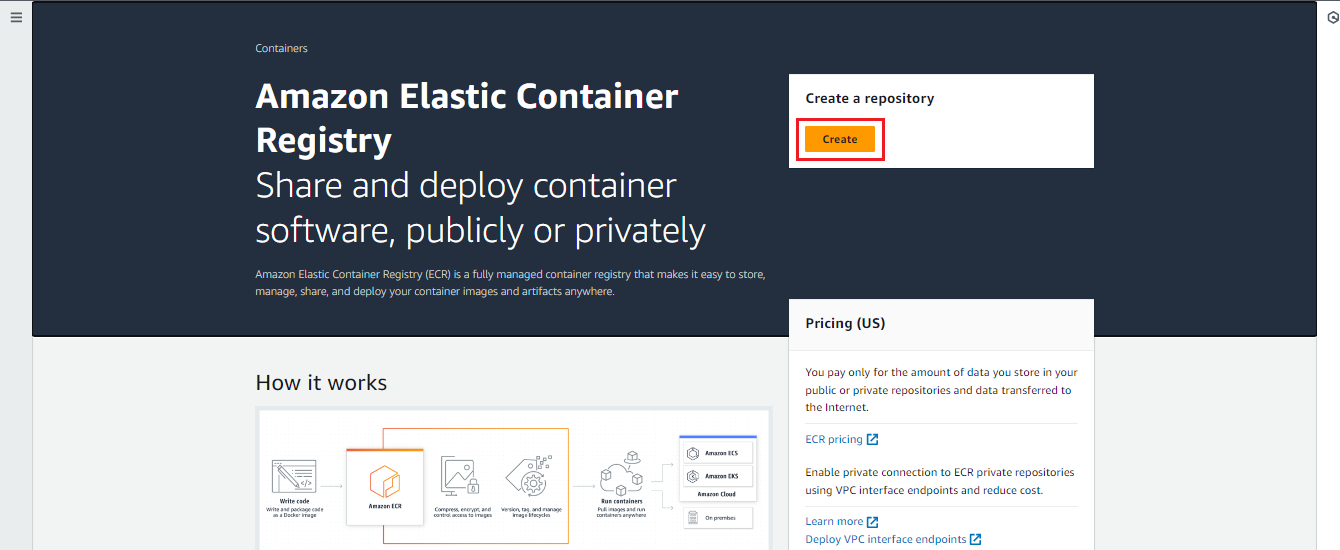 Containers
Amazon Elastic Container
Registry
Share and deploy container
software, publicly or privately
Amazon Elastic Container Registry (ECR) is a fully managed container registry that makes it easy to store,
manage, share, and deploy your container images and artifacts anywhere.
Create a repository
Create
Pricing (US)
You pay only for the amount of data you store in your
public or private repositories and data transferred to
the Internet.
ECR pricing
Enable private connection to ECR private repositories
using VPC interface endpoints and reduce cost.
Learn more
Deploy VPC interface endpoints
How it works
Write code
Write and package code
as a Docker image
Amazon ECR
Compress, encrypt, and
control access to images
Version, tag, and manage
image lifecycles
Run containers
Pull images and run
containers anywhere
Amazon ECS
Amazon EKS
Amazon Cloud
On premises